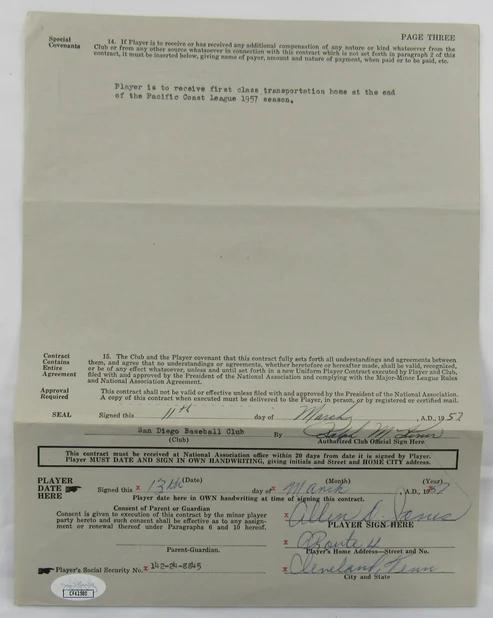 PAGE THREE
Special Covenants
14. If Player is to receive or has received any additional compensation of any nature or kind whatsoever from the
Club or from any other source whatsoever in connection with this contract which is not set forth in paragraph 2 of this
contract, it must be inserted below, giving name of payer, amount and nature of payment, when paid or to be paid, etc.
Player is to receive first class transportation home at the end
of the Pacific Coast League 1957 season.
Contract Contains Entire Agreement
15. The Club and the Player covenant that this contract fully sets forth all understandings and agreements between
them, and agree that no understandings or agreements, whether heretofore or hereafter made, shall be valid, recognized,
or be of any effect whatsoever, unless and until set forth in a new Uniform Player Contract executed by Player and Club,
filed with and approved by the President of National Association and complying with the Major-Minor League Rules
and National Association Agreement.
Approval Required
This contract shall not be valid or effective unless filed with and approved by the President of the National Association.
A copy of this contract when executed must be delivered to the Player, in person, or by registered or certified mail.
SEAL Signed this 11th day of March, A.D., 1957
San Diego Baseball Club By Ralph
(Club) Authorized Club Official Sign Here.
This contract must be received at National Association office within 20 days from date it is signed by Player.
Player MUST DATE AND SIGN IN OWN HANDWRITING, giving initials and Street and HOME CITY address.
PLAYER DATE HERE
(Date) (Month) (Year)
Signed this x 13th day of x March, A.D., 1957
Player date here in OWN handwriting at time of signing this contract.
Consent of Parent or Guardian
Consent is given to execution of this contract by the minor player
party hereto and such consent shall be effective as to any assign-
ment or renewal thereof under Paragraphs 6 and 10 hereof.
x
PLAYER SIGN HERE
x Route 4
Parent-Guardian.
Player's Home Address—Street and No.
Player's Social Security No. x
x Cleveland, Tenn
City and State